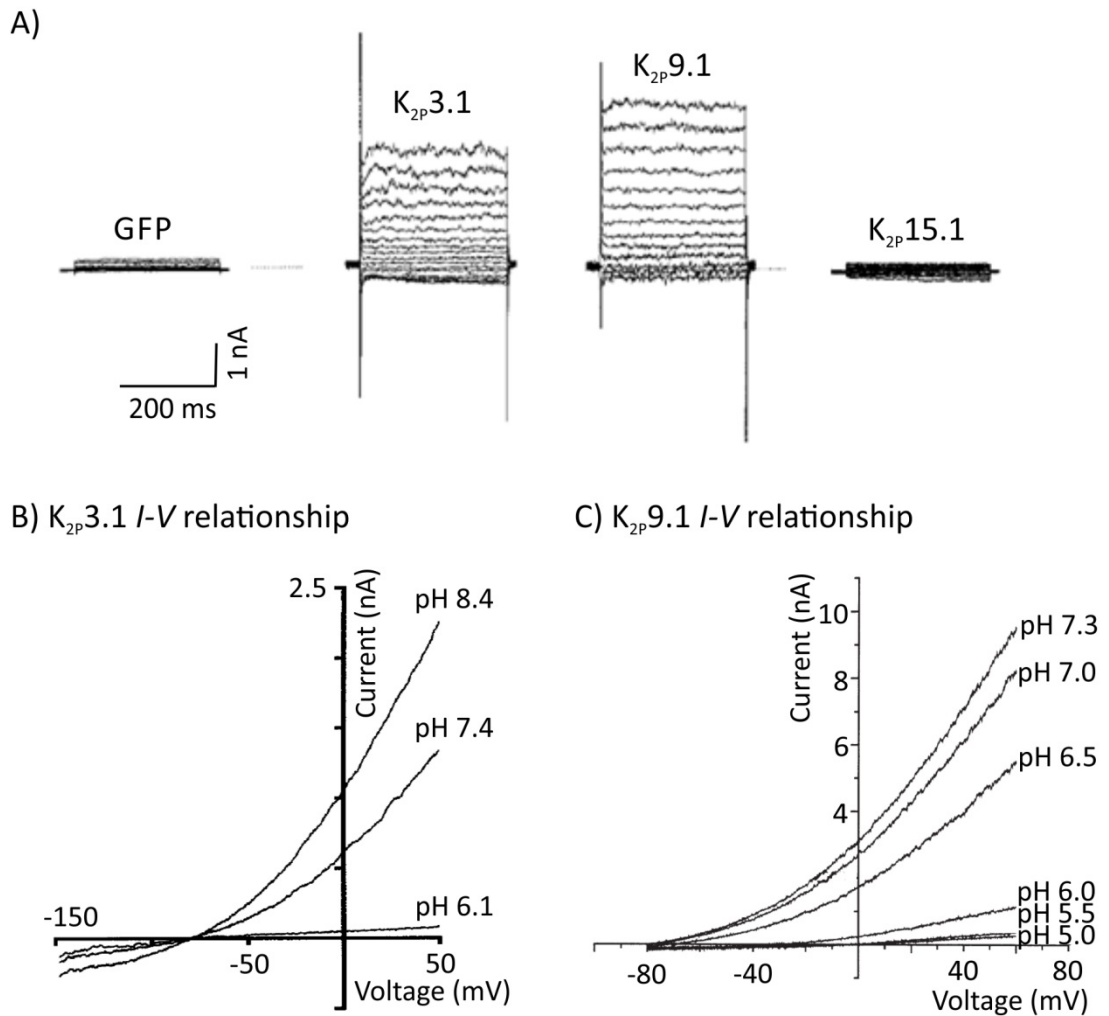 A)
K2P3.1
K2P9.1
GFP
K2P15.1
1 nA
200 ms
B) K2P3.1 I-V relationship
C) K2P9.1 I-V relationship
2.5
Current (nA)
pH 8.4
pH 7.4
pH 6.1
-150
-50
50
Voltage (mV)
Current (nA)
10
8
6
4
pH 7.3
pH 7.0
pH 6.5
pH 6.0
pH 5.5
pH 5.0
-80
-40
40
80
Voltage (mV)